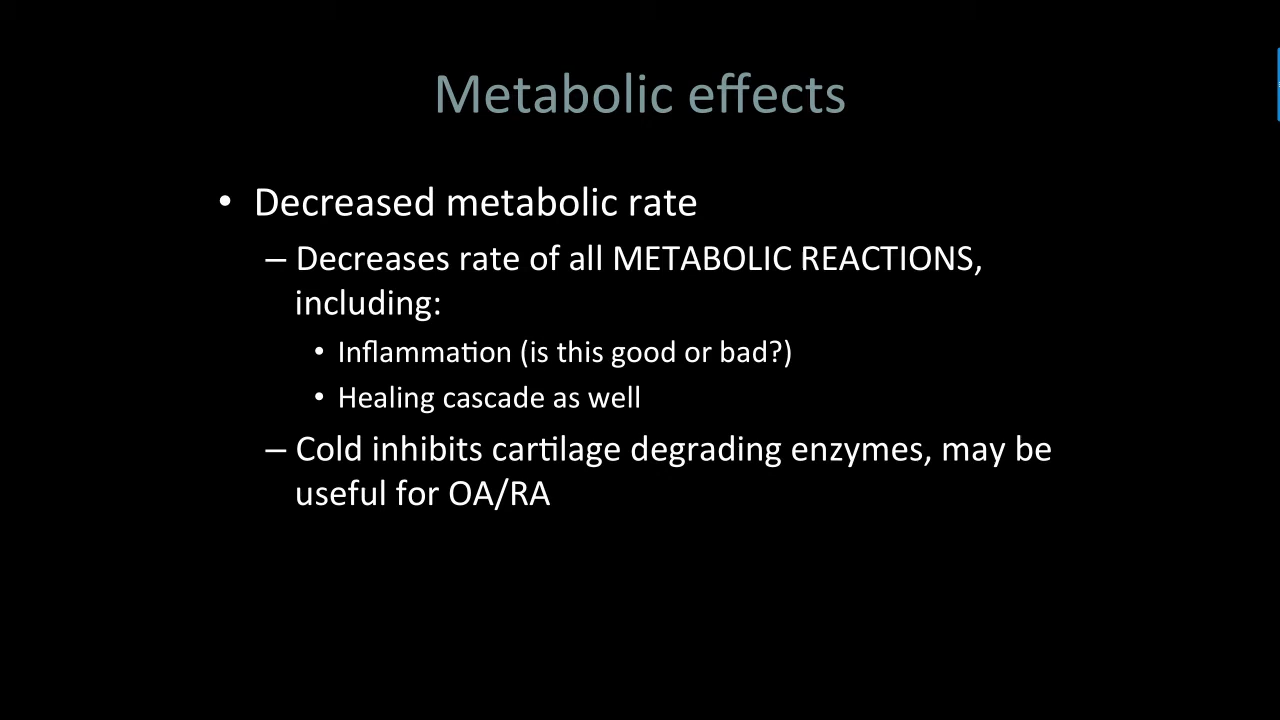 Metabolic effects
• Decreased metabolic rate
– Decreases rate of all METABOLIC REACTIONS,
including:
• Inflammation (is this good or bad?)
• Healing cascade as well
– Cold inhibits cartilage degrading enzymes, may be
useful for OA/RA